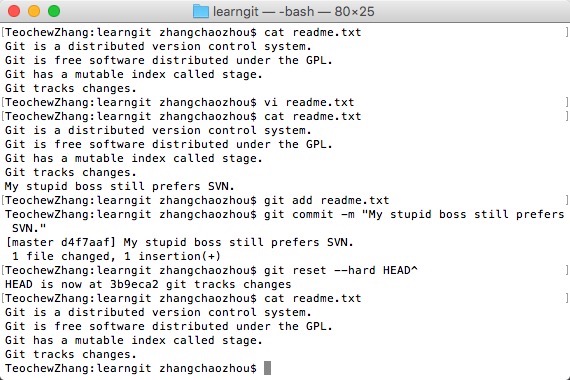 learngit — -bash — 80×25
[TeochewZhang:learngit zhangchaozhou$ cat readme.txt ]
Git is a distributed version control system.
Git is free software distributed under the GPL.
Git has a mutable index called stage.
Git tracks changes.
[TeochewZhang:learngit zhangchaozhou$ vi readme.txt ]
[TeochewZhang:learngit zhangchaozhou$ cat readme.txt ]
Git is a distributed version control system.
Git is free software distributed under the GPL.
Git has a mutable index called stage.
Git tracks changes.
My stupid boss still prefers SVN.
[TeochewZhang:learngit zhangchaozhou$ git add readme.txt ]
TeochewZhang:learngit zhangchaozhou$ git commit -m "My stupid boss still prefers
SVN."
[master d4f7aaf] My stupid boss still prefers SVN.
1 file changed, 1 insertion(+)
[TeochewZhang:learngit zhangchaozhou$ git reset --hard HEAD^ ]
HEAD is now at 3b9eca2 git tracks changes
[TeochewZhang:learngit zhangchaozhou$ cat readme.txt ]
Git is a distributed version control system.
Git is free software distributed under the GPL.
Git has a mutable index called stage.
Git tracks changes.
TeochewZhang:learngit zhangchaozhou$